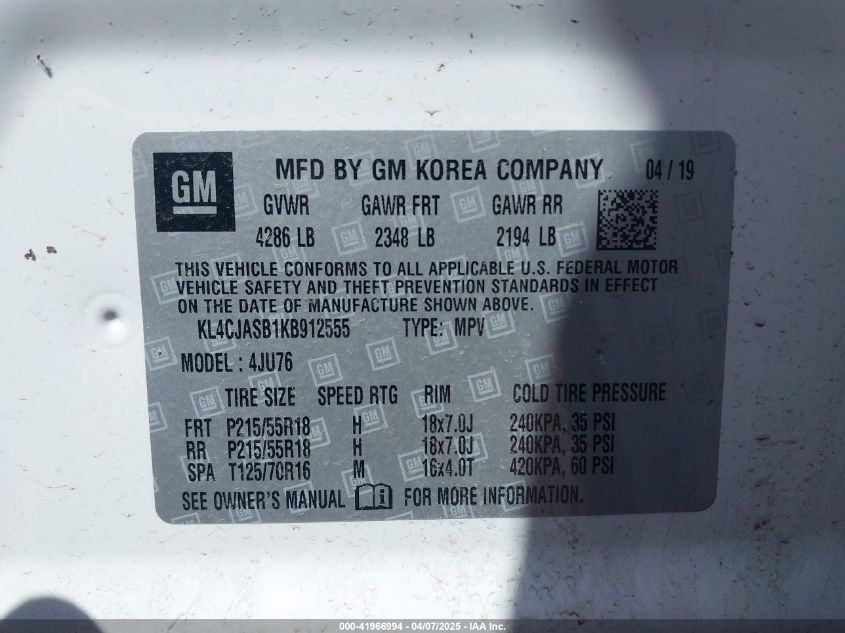 GM MFD BY GM KOREA COMPANY 04 / 19
GVWR GAWR FRT GAWR RR
4286 LB 2348 LB 2194 LB
THIS VEHICLE CONFORMS TO ALL APPLICABLE U.S. FEDERAL MOTOR
VEHICLE SAFETY AND THEFT PREVENTION STANDARDS IN EFFECT
ON THE DATE OF MANUFACTURE SHOWN ABOVE.
KL4CJASB1KB912555 TYPE: MPV
MODEL : 4JU76
TIRE SIZE SPEED RTG RIM COLD TIRE PRESSURE
FRT P215/55R18 H 18x7.0J 240KPA, 35 PSI
RR P215/55R18 H 18x7.0J 240KPA, 35 PSI
SPA T125/70R16 M 16x4.0T 420KPA, 60 PSI
SEE OWNER'S MANUAL FOR MORE INFORMATION.
000-41966994 - 04/07/2025 - IAA Inc.